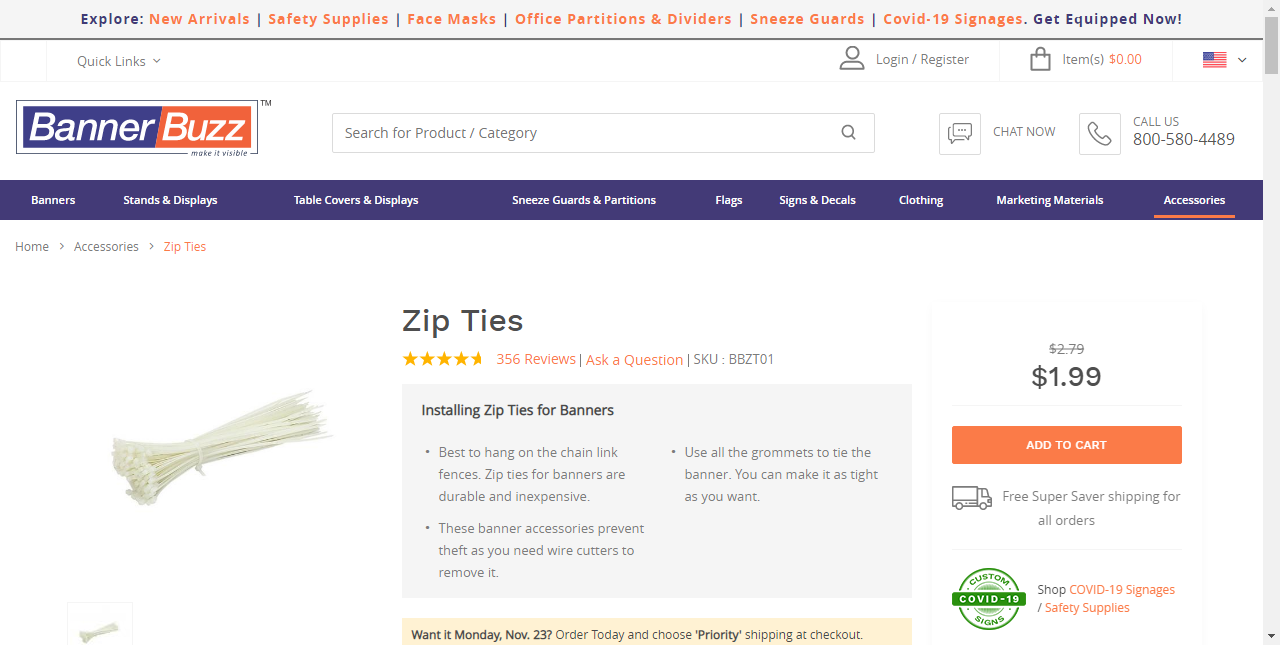 Explore: New Arrivals | Safety Supplies | Face Masks | Office Partitions & Dividers | Sneeze Guards | Covid-19 Signages. Get Equipped Now!
Quick Links
Login / Register
Item(s) $0.00
BannerBuzz TM
make it visible
Search for Product / Category
CHAT NOW
CALL US
800-580-4489
Banners Stands & Displays Table Covers & Displays Sneeze Guards & Partitions Flags Signs & Decals Clothing Marketing Materials Accessories
Home > Accessories > Zip Ties
Zip Ties
356 Reviews | Ask a Question | SKU : BBZT01
Installing Zip Ties for Banners
• Best to hang on the chain link
fences. Zip ties for banners are
durable and inexpensive.
• These banner accessories prevent
theft as you need wire cutters to
remove it.
• Use all the grommets to tie the
banner. You can make it as tight
as you want.
Want it Monday, Nov. 23? Order Today and choose 'Priority' shipping at checkout.
$2.79
$1.99
ADD TO CART
Free Super Saver shipping for
all orders
CUSTOM
COVID-19
SIGNS
Shop COVID-19 Signages
/ Safety Supplies